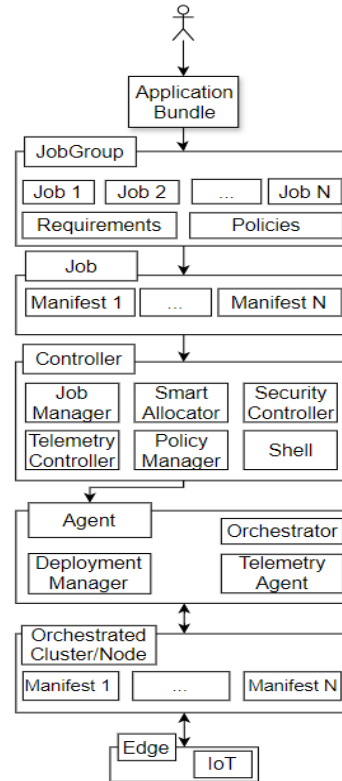 Application
Bundle
JobGroup
Job 1
Job 2
...
Job N
Requirements
Policies
Job
Manifest 1
...
Manifest N
Controller
Job
Manager
Smart
Allocator
Security
Controller
Telemetry
Controller
Policy
Manager
Shell
Agent
Orchestrator
Deployment
Manager
Telemetry
Agent
Orchestrated
Cluster/Node
Manifest 1
...
Manifest N
Edge
IoT